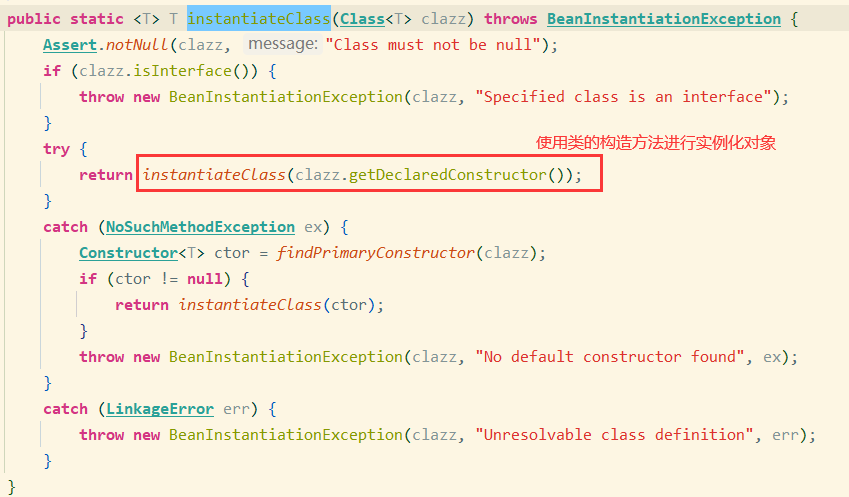 public static <T> T instantiateClass(Class<T> clazz) throws BeanInstantiationException {
Assert.notNull(clazz, message: "Class must not be null");
if (clazz.isInterface()) {
throw new BeanInstantiationException(clazz, "Specified class is an interface");
}
try {
使用类的构造方法进行实例化对象
return instantiateClass(clazz.getDeclaredConstructor());
}
catch (NoSuchMethodException ex) {
Constructor<T> ctor = findPrimaryConstructor(clazz);
if (ctor != null) {
return instantiateClass(ctor);
}
throw new BeanInstantiationException(clazz, "No default constructor found", ex);
}
catch (LinkageError err) {
throw new BeanInstantiationException(clazz, "Unresolvable class definition", err);
}
}